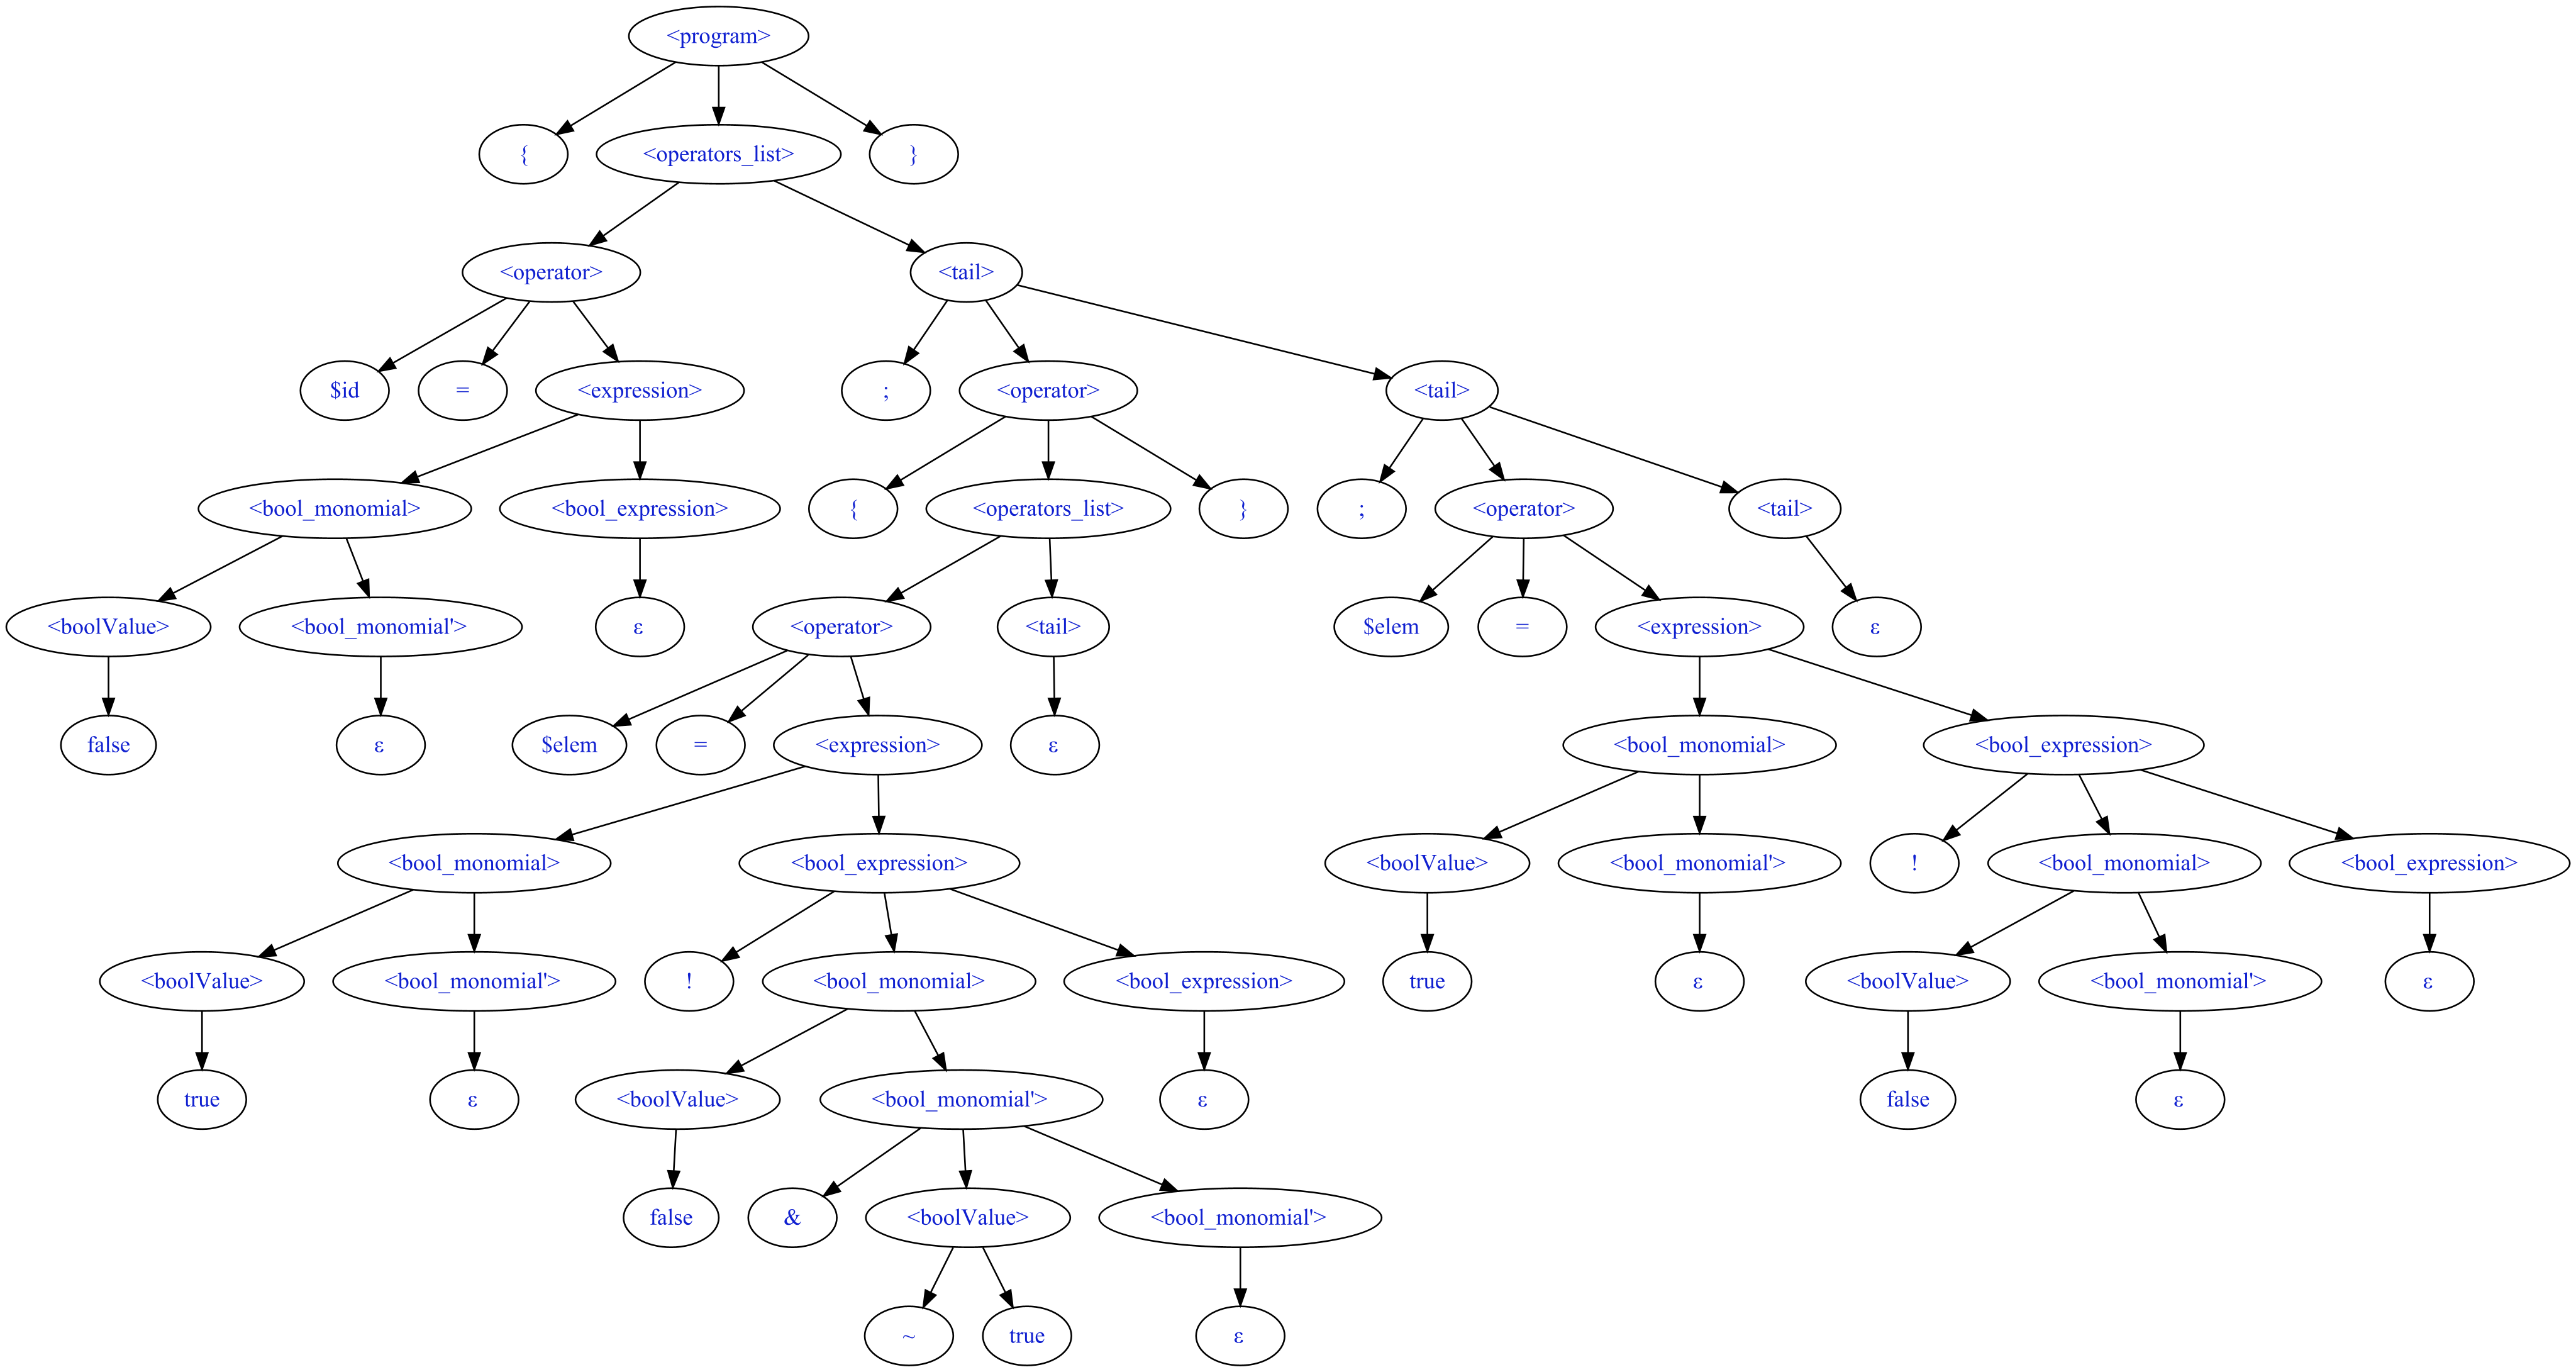 <program>
{ <operators_list> }
<operator> <tail>
$id = <expression> ; <operator> <tail>
<bool_monomial> <bool_expression> { <operators_list> } ; <operator> <tail>
<boolValue> <bool_monomial'> ε <operator> <tail> $elem = <expression> ε
false ε $elem = <expression> ε <bool_monomial> <bool_expression>
<bool_monomial> <bool_expression> <boolValue> <bool_monomial'> ! <bool_monomial> <bool_expression>
<boolValue> <bool_monomial'> ! <bool_monomial> <bool_expression> true ε <boolValue> <bool_monomial'> ε
true ε <boolValue> <bool_monomial'> ε false ε
false & <boolValue> <bool_monomial'>
~ true ε